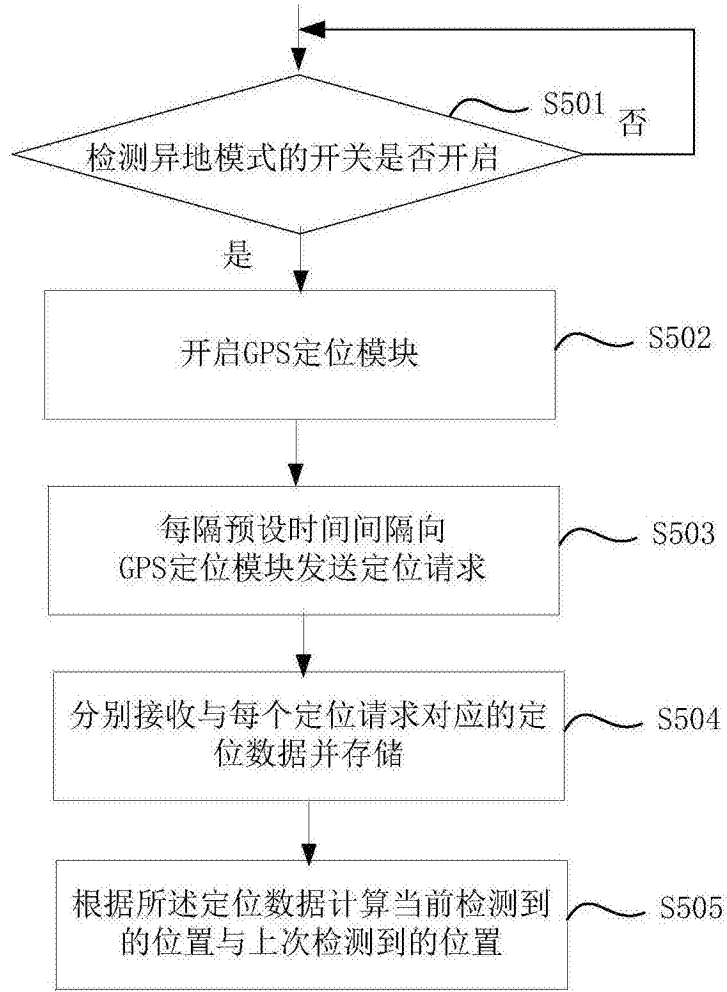 S501
否
检测异地模式的开关是否开启
是
开启GPS定位模块
S502
每隔预设时间间隔向
GPS定位模块发送定位请求
S503
分别接收与每个定位请求对应的定
位数据并存储
S504
根据所述定位数据计算当前检测到
的位置与上次检测到的位置
S505